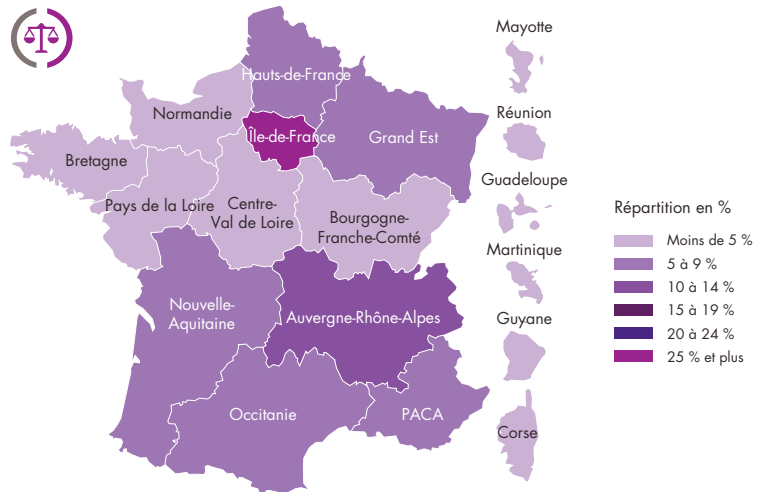 Mayotte
Hauts-de-France
Normandie
Île-de-France
Grand Est
Réunion
Bretagne
Guadeloupe
Pays de la Loire
Centre-
Val de Loire
Bourgogne-
Franche-Comté
Martinique
Nouvelle-
Aquitaine
Auvergne-Rhône-Alpes
Guyane
Occitanie
PACA
Corse
Répartition en %
Moins de 5 %
5 à 9 %
10 à 14 %
15 à 19 %
20 à 24 %
25 % et plus